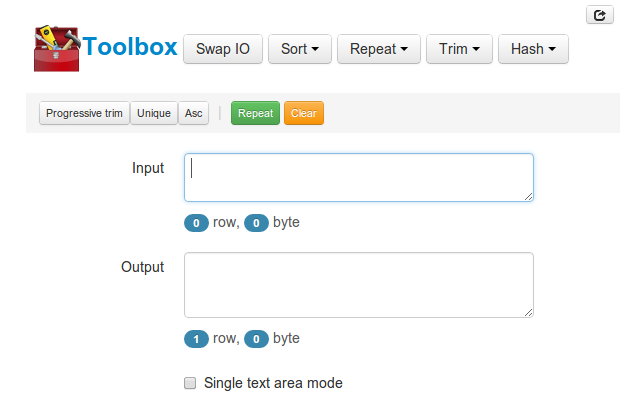 Toolbox Swap IO Sort Repeat Trim Hash
Progressive trim Unique Asc | Repeat Clear
Input
0 row, 0 byte
Output
1 row, 0 byte
Single text area mode